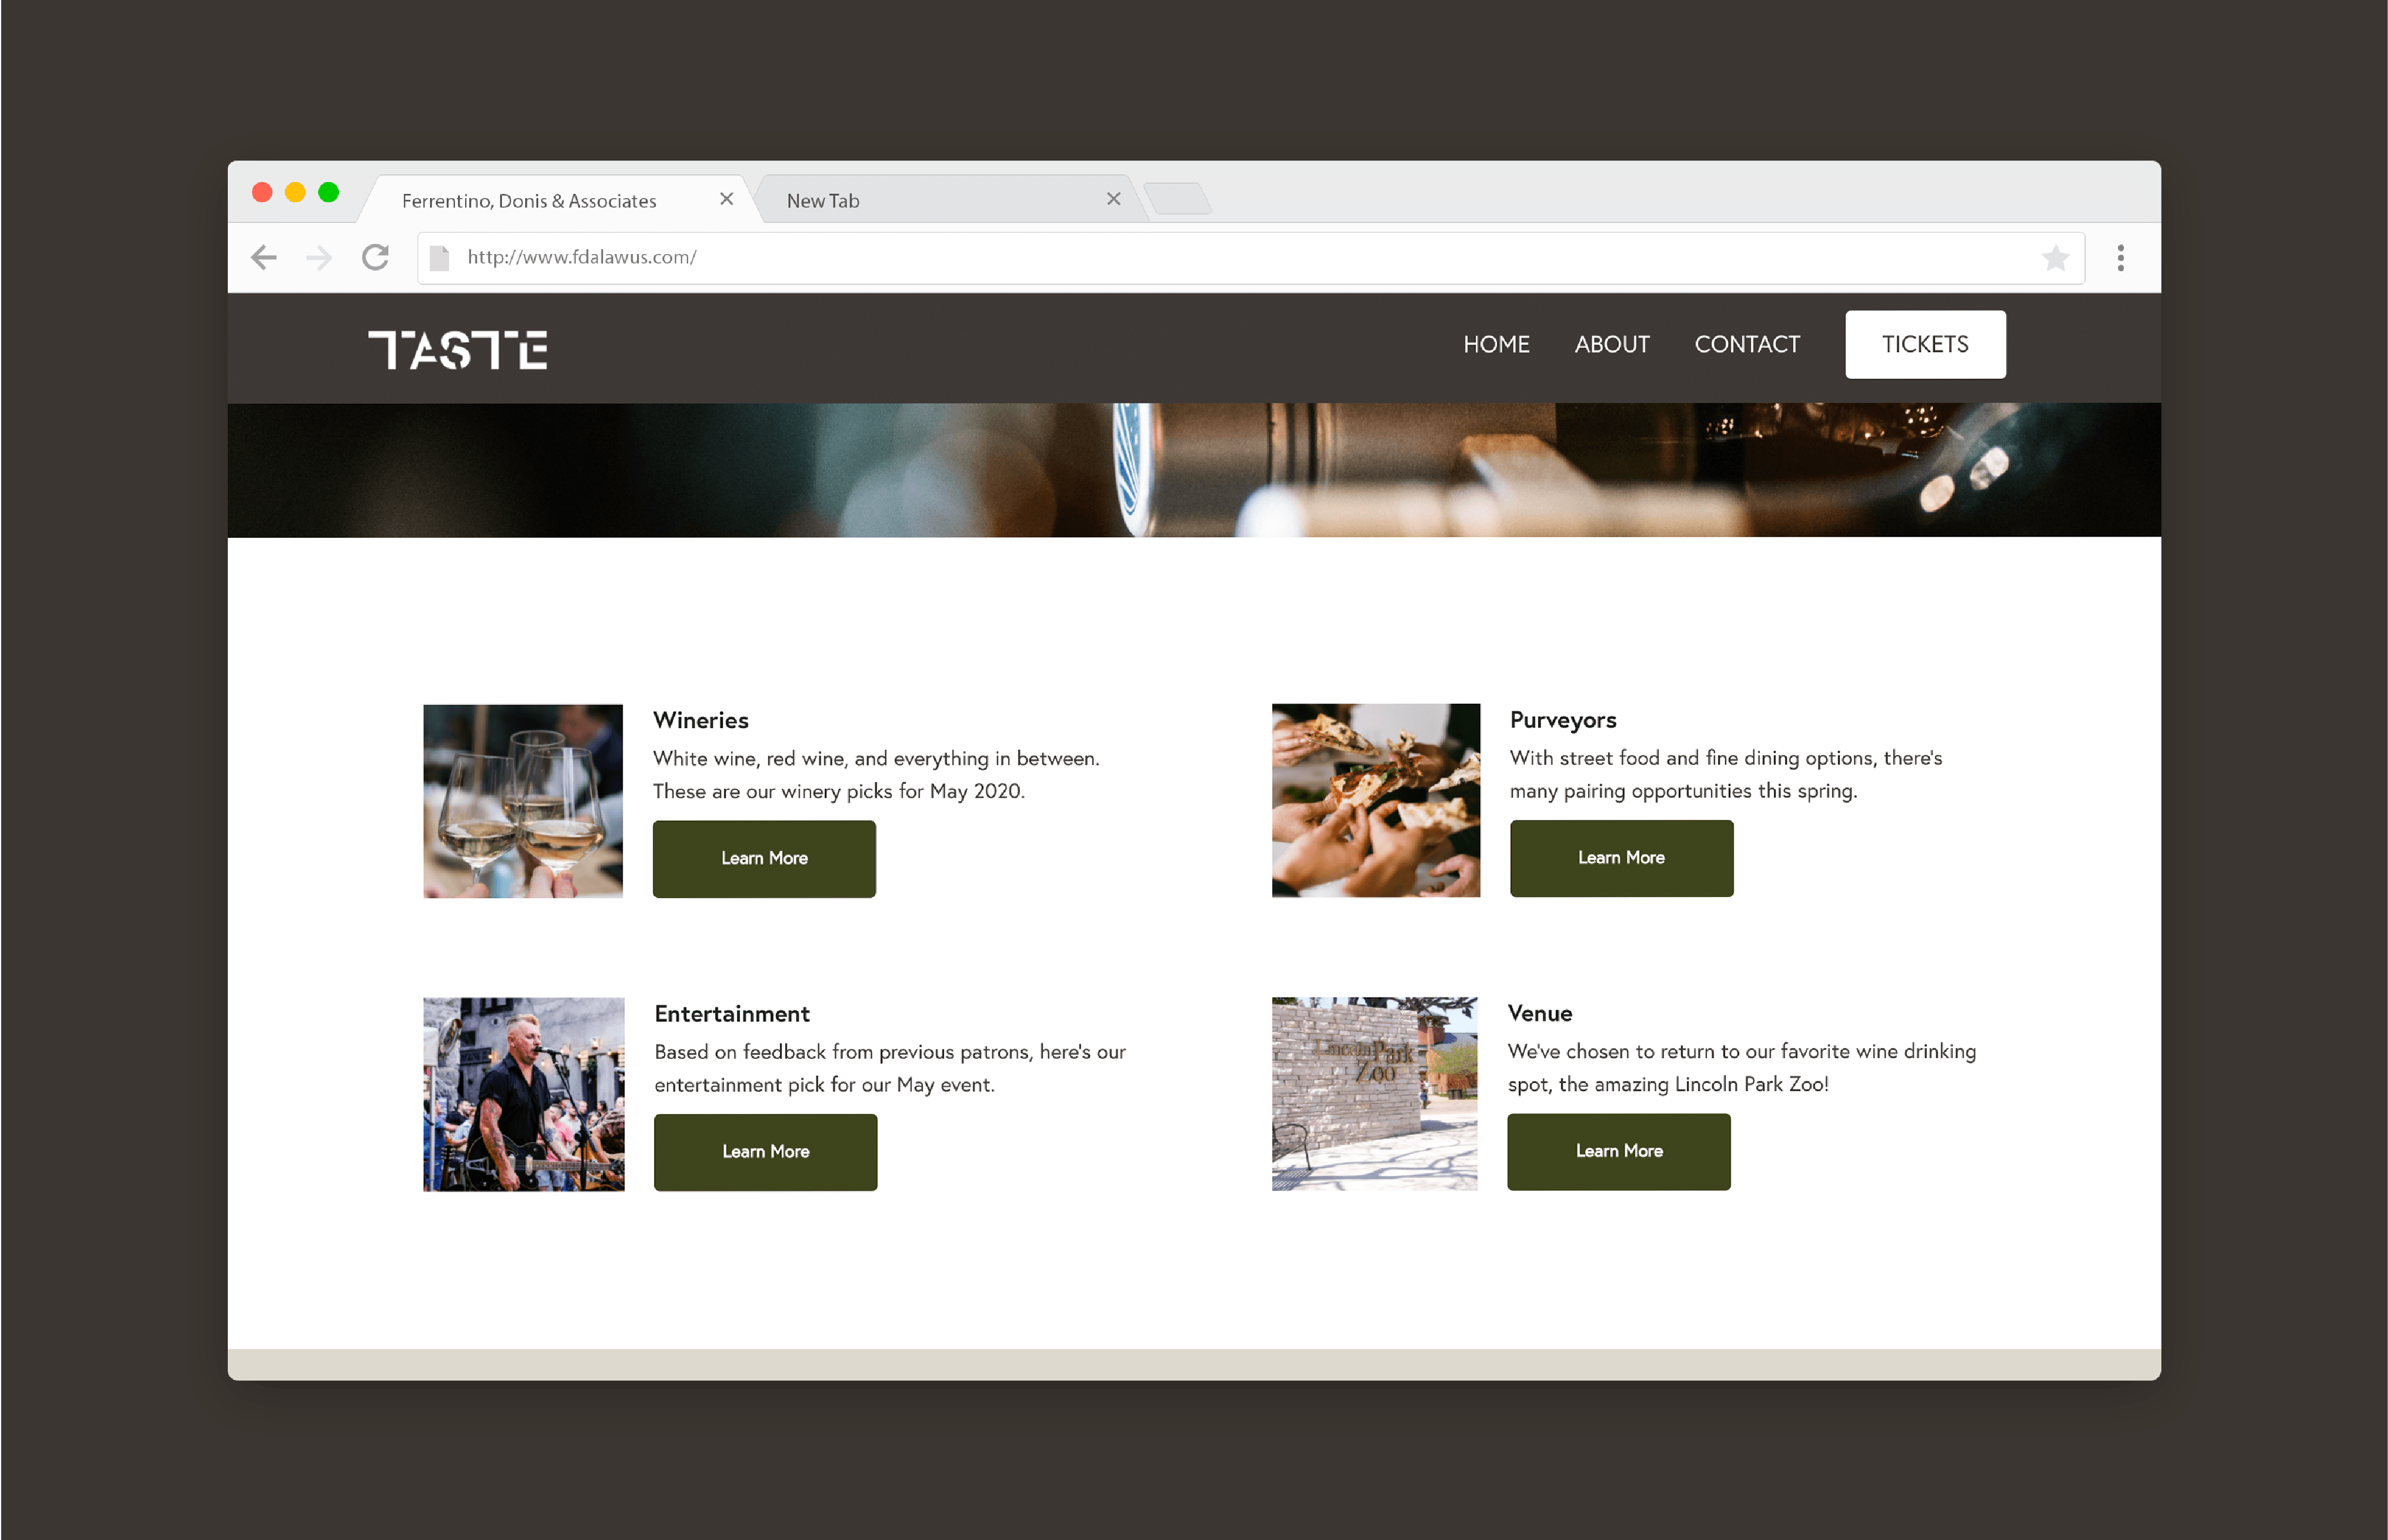 Ferrentino, Donis & Associates
New Tab
http://www.fdalawus.com/
TASTE
HOME
ABOUT
CONTACT
TICKETS
Wineries
White wine, red wine, and everything in between.
These are our winery picks for May 2020.
Learn More
Purveyors
With street food and fine dining options, there's
many pairing opportunities this spring.
Learn More
Entertainment
Based on feedback from previous patrons, here's our
entertainment pick for our May event.
Learn More
Lincoln Park
Zoo
Venue
We've chosen to return to our favorite wine drinking
spot, the amazing Lincoln Park Zoo!
Learn More